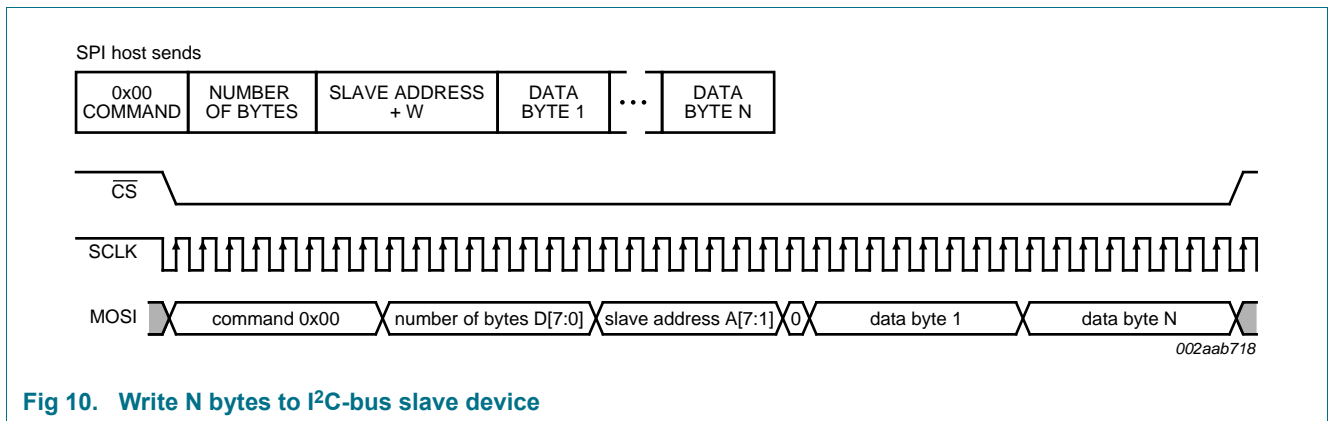 SPI host sends
0x00 COMMAND
NUMBER OF BYTES
SLAVE ADDRESS + W
DATA BYTE 1
...
DATA BYTE N
CS
SCLK
MOSI
command 0x00
number of bytes D[7:0]
slave address A[7:1]
0
data byte 1
data byte N
002aab718
Fig 10. Write N bytes to I²C-bus slave device